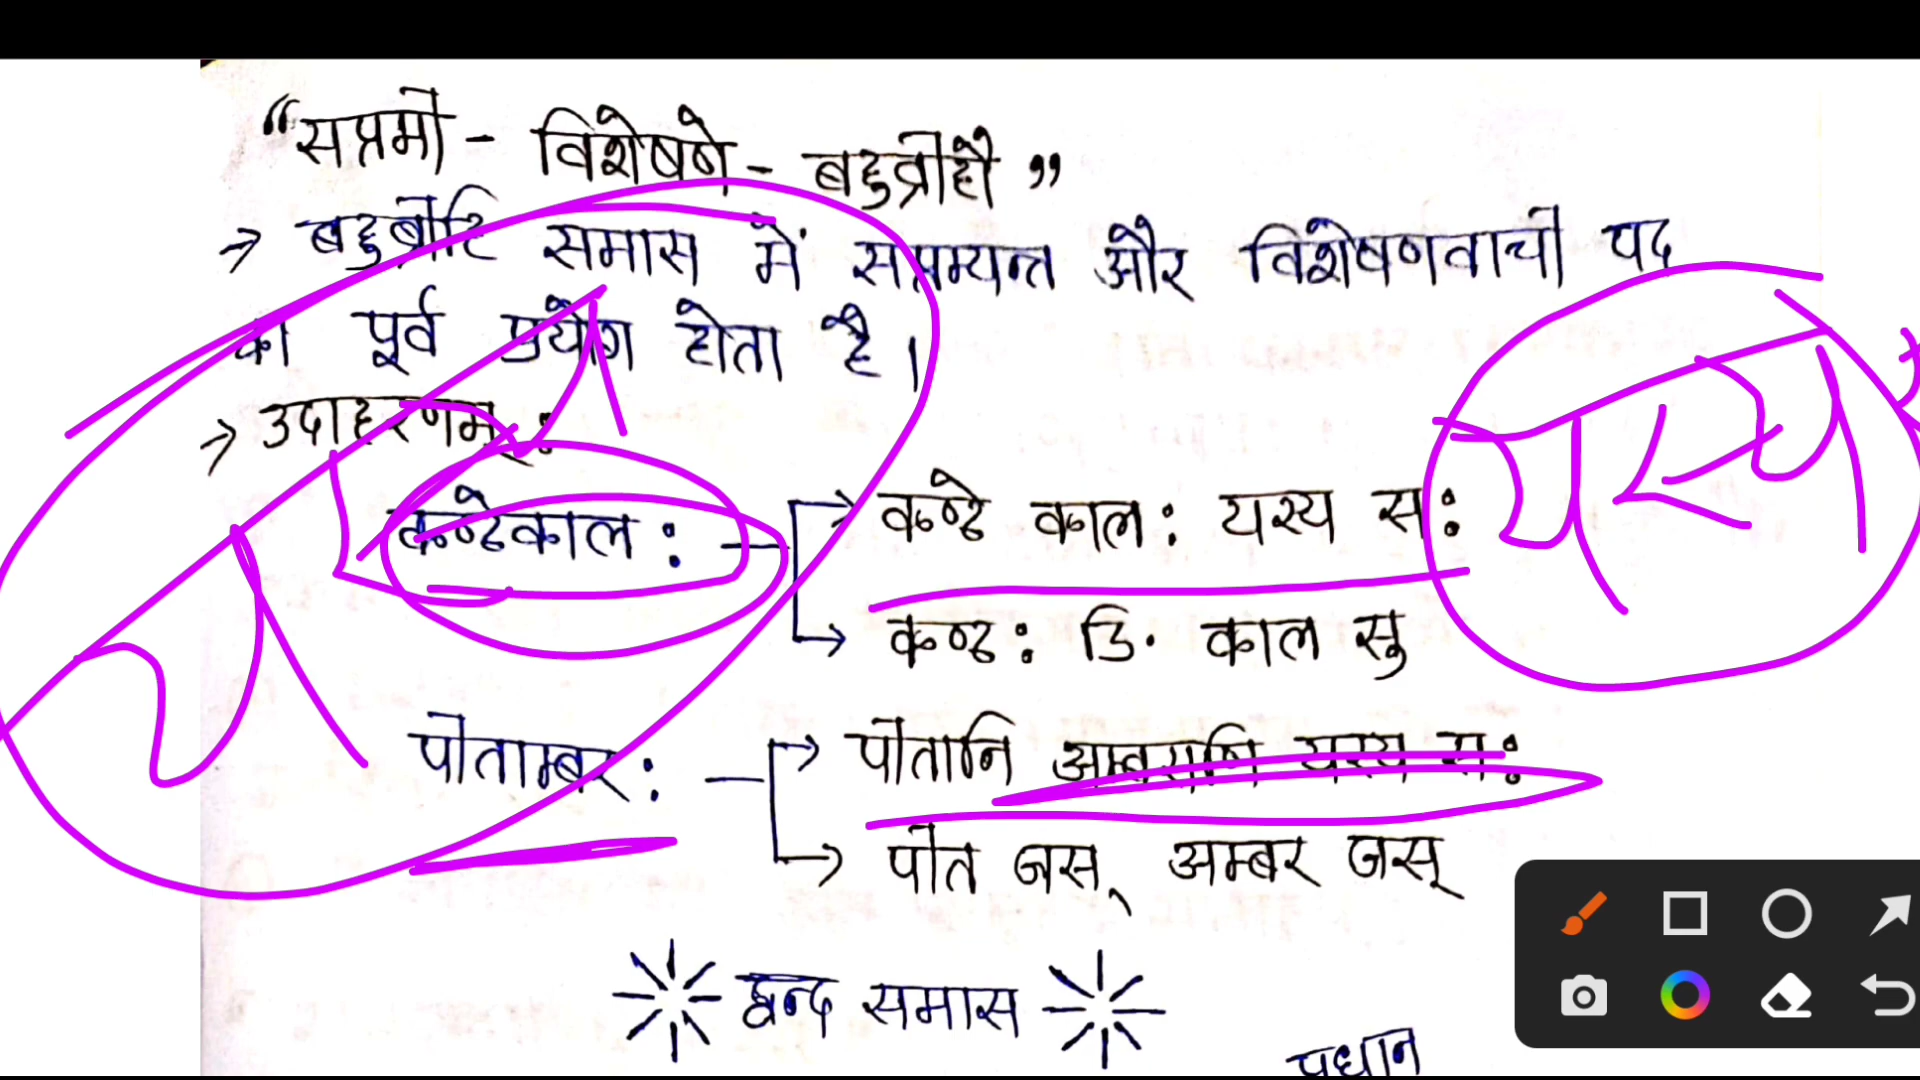 “सप्तमी - विशेषणे - बहुव्रीहौ”
→ बहुब्रीहि समास में सप्तम्यन्त और विशेषणवाची पद
का पूर्व प्रयोग होता है।
→ उदाहरणम् :
कण्ठेकाल : — → कण्ठे काल : यस्य स :
→ कण्ठ : ङि. काल सु
पीताम्बर : — → पीतानि अम्बराणि यस्य स :
→ पीत जस् अम्बर जस्
द्वन्द समास
प्रधान
यस्य